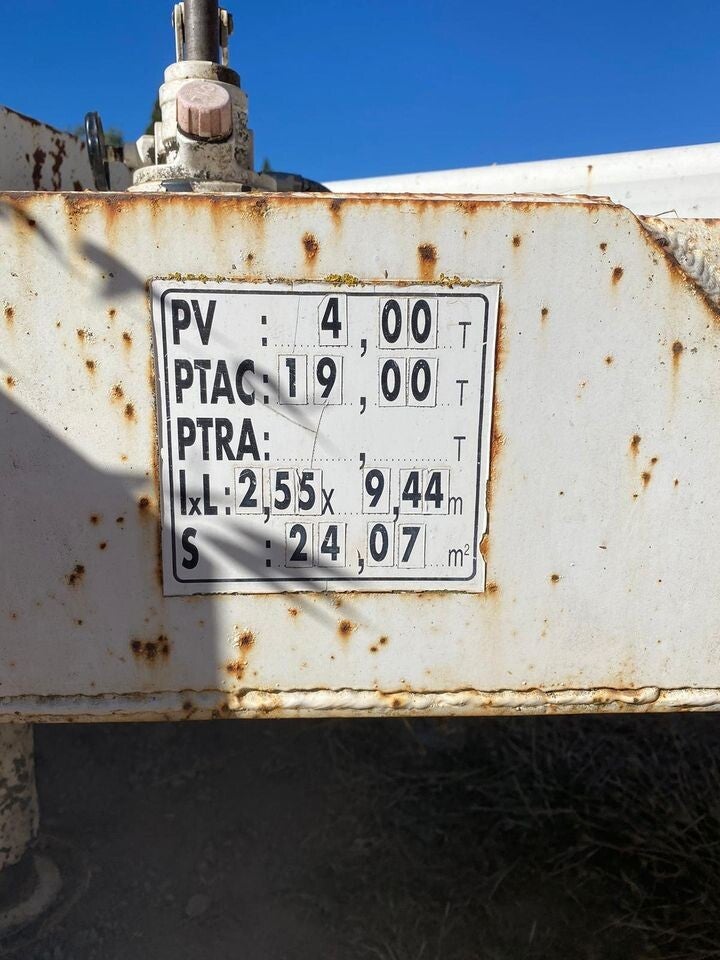 PV : 4,00 T
PTAC: 19,00 T
PTRA: , T
lxL: 2,55x 9,44m
S : 24,07 m²